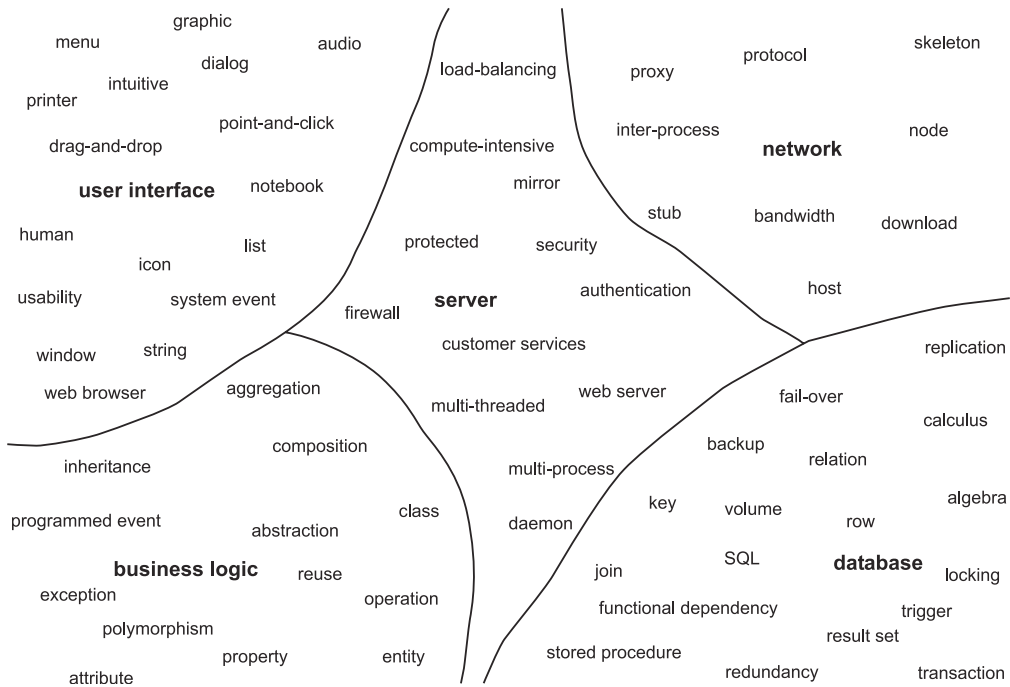 graphic
menu
audio
dialog
intuitive
printer
point-and-click
drag-and-drop
user interface
notebook
human
list
icon
usability
system event
window
string
web browser
load-balancing
compute-intensive
mirror
protected
security
authentication
server
firewall
customer services
web server
multi-threaded
multi-process
daemon
skeleton
protocol
proxy
inter-process
node
network
stub
bandwidth
download
host
aggregation
composition
inheritance
class
programmed event
abstraction
business logic
reuse
exception
operation
polymorphism
property
entity
attribute
replication
fail-over
calculus
backup
relation
algebra
key
volume
row
SQL
database
join
locking
functional dependency
trigger
result set
stored procedure
redundancy
transaction